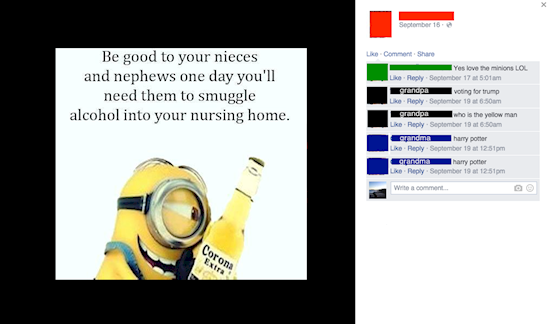 Be good to your nieces
and nephews one day you'll
need them to smuggle
alcohol into your nursing home.
Corona
Extra
September 16
Like · Comment · Share
Yes love the minions LOL
Like · Reply · September 17 at 5:01am
grandpa voting for trump
Like · Reply · September 19 at 6:50am
grandpa who is the yellow man
Like · Reply · September 19 at 6:50am
grandma harry potter
Like · Reply · September 19 at 12:51pm
grandma harry potter
Like · Reply · September 19 at 12:51pm
Write a comment...